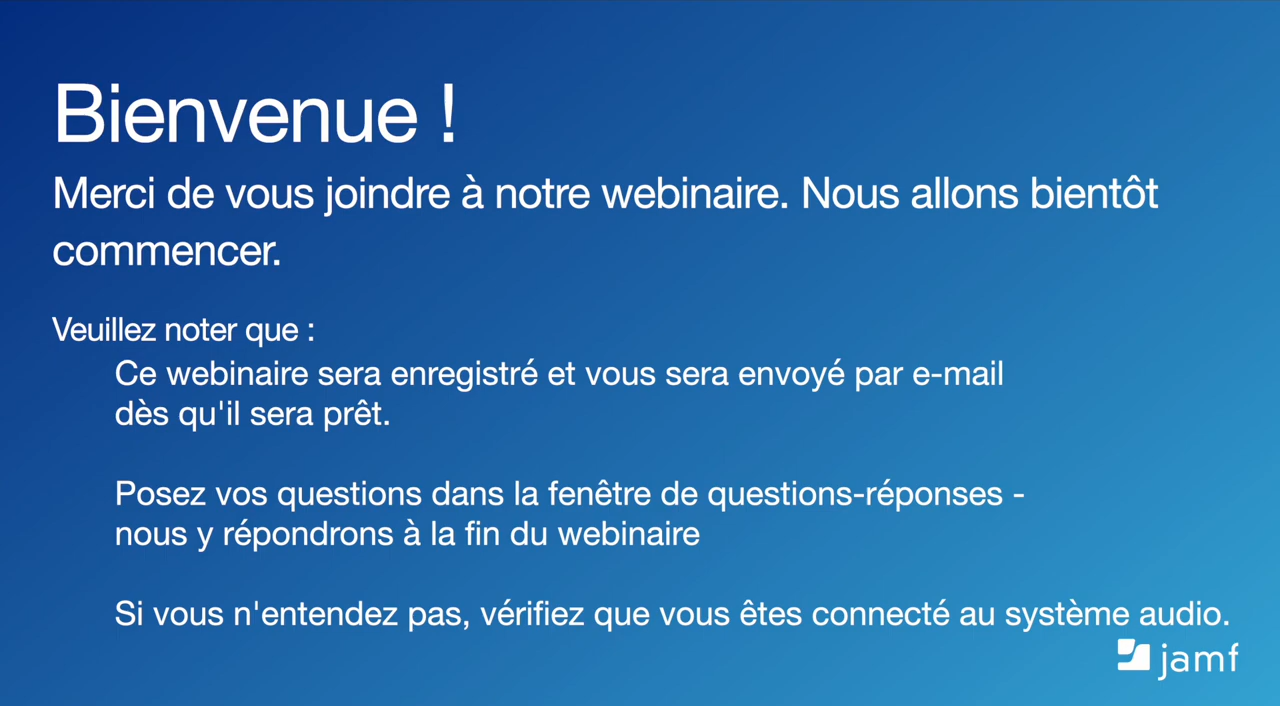 Bienvenue !
Merci de vous joindre à notre webinaire. Nous allons bientôt
commencer.
Veuillez noter que :
Ce webinaire sera enregistré et vous sera envoyé par e-mail
dès qu'il sera prêt.
Posez vos questions dans la fenêtre de questions-réponses -
nous y répondrons à la fin du webinaire
Si vous n'entendez pas, vérifiez que vous êtes connecté au système audio.
jamf